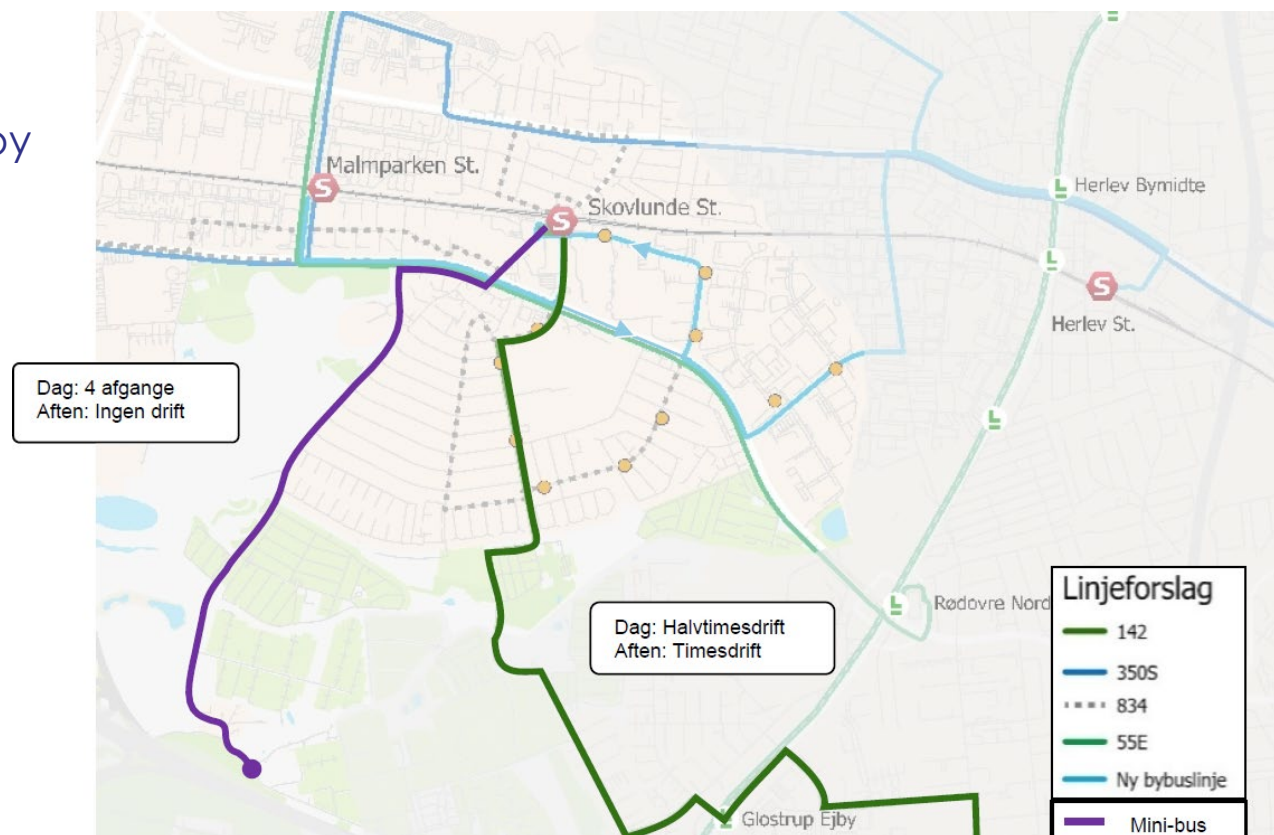 by
Malmparken St.
S
Skovlunde St.
S
Herlev Bymidte
L
L
L
S
Herlev St.
Dag: 4 afgange
Aften: Ingen drift
L
Dag: Halvtimesdrift
Aften: Timesdrift
L
Rødovre Nord
L
Glostrup Ejby
Linjeforslag
142
350S
834
55E
Ny bybuslinje
Mini-bus